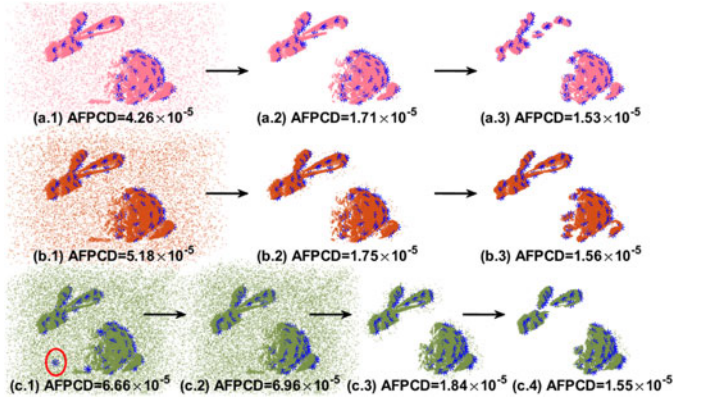 (a.1) AFPCD=4.26×10⁻⁵ (a.2) AFPCD=1.71×10⁻⁵ (a.3) AFPCD=1.53×10⁻⁵
(b.1) AFPCD=5.18×10⁻⁵ (b.2) AFPCD=1.75×10⁻⁵ (b.3) AFPCD=1.56×10⁻⁵
(c.1) AFPCD=6.66×10⁻⁵ (c.2) AFPCD=6.96×10⁻⁵ (c.3) AFPCD=1.84×10⁻⁵ (c.4) AFPCD=1.55×10⁻⁵